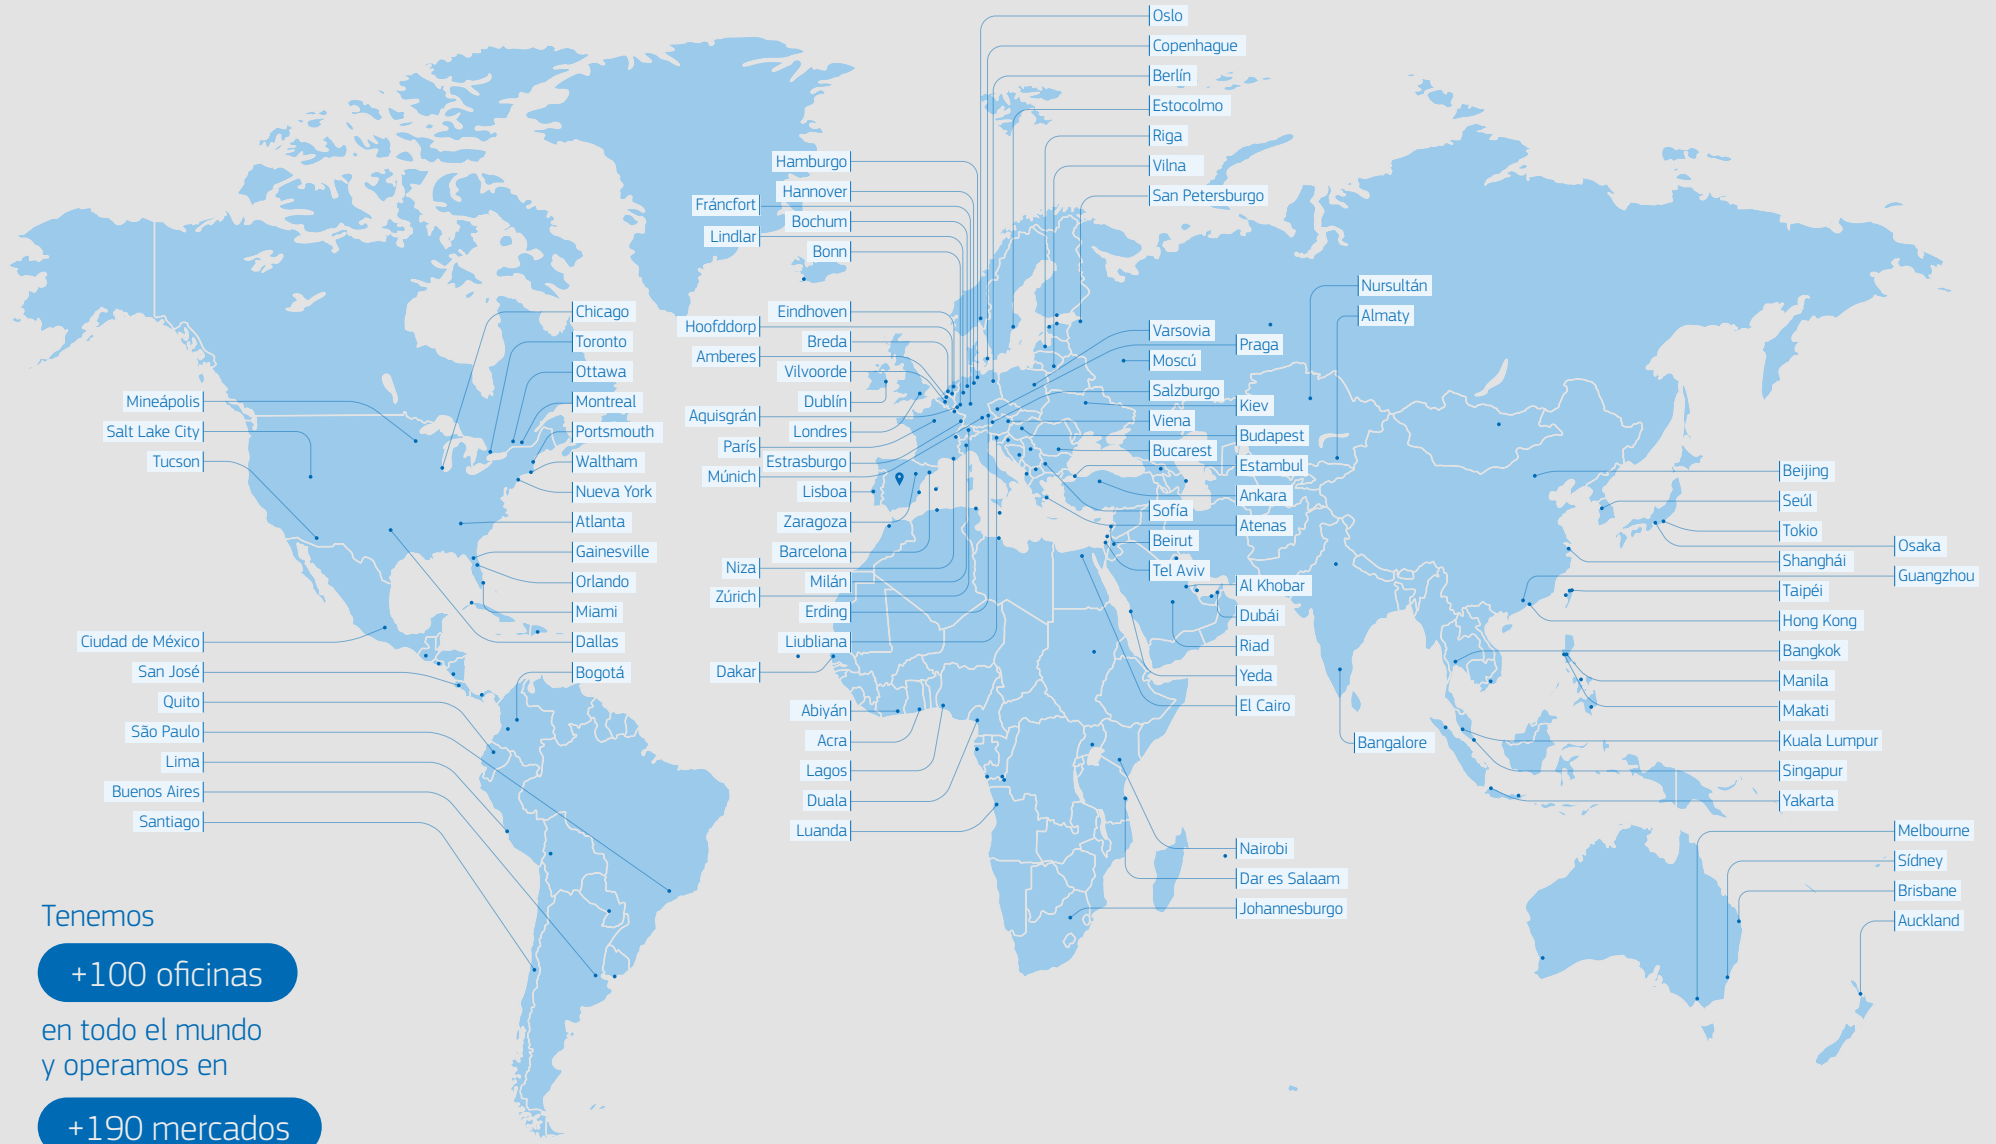 Oslo
Copenhague
Berlín
Estocolmo
Riga
Vilna
San Petersburgo
Hamburgo
Hannover
Fráncfort
Bochum
Lindlar
Bonn
Eindhoven
Hoofddorp
Breda
Amberes
Vilvoorde
Dublín
Aquisgrán
Londres
París
Estrasburgo
Múnich
Lisboa
Zaragoza
Barcelona
Niza
Milán
Zúrich
Erding
Liubliana
Dakar
Abiyán
Acra
Lagos
Duala
Luanda
Chicago
Toronto
Ottawa
Montreal
Portsmouth
Waltham
Nueva York
Atlanta
Gainesville
Orlando
Miami
Dallas
Bogotá
Mineápolis
Salt Lake City
Tucson
Ciudad de México
San José
Quito
São Paulo
Lima
Buenos Aires
Santiago
Varsovia
Praga
Moscú
Salzburgo
Kiev
Viena
Budapest
Bucarest
Estambul
Ankara
Sofía
Atenas
Beirut
Tel Aviv
Al Khobar
Dubái
Riad
Yeda
El Cairo
Nairobi
Dar es Salaam
Johannesburgo
Nursultán
Almaty
Bangalore
Beijing
Seúl
Tokio
Osaka
Shanghái
Guangzhou
Taipéi
Hong Kong
Bangkok
Manila
Makati
Kuala Lumpur
Singapur
Yakarta
Melbourne
Sídney
Brisbane
Auckland
Tenemos
+100 oficinas
en todo el mundo
y operamos en
+190 mercados